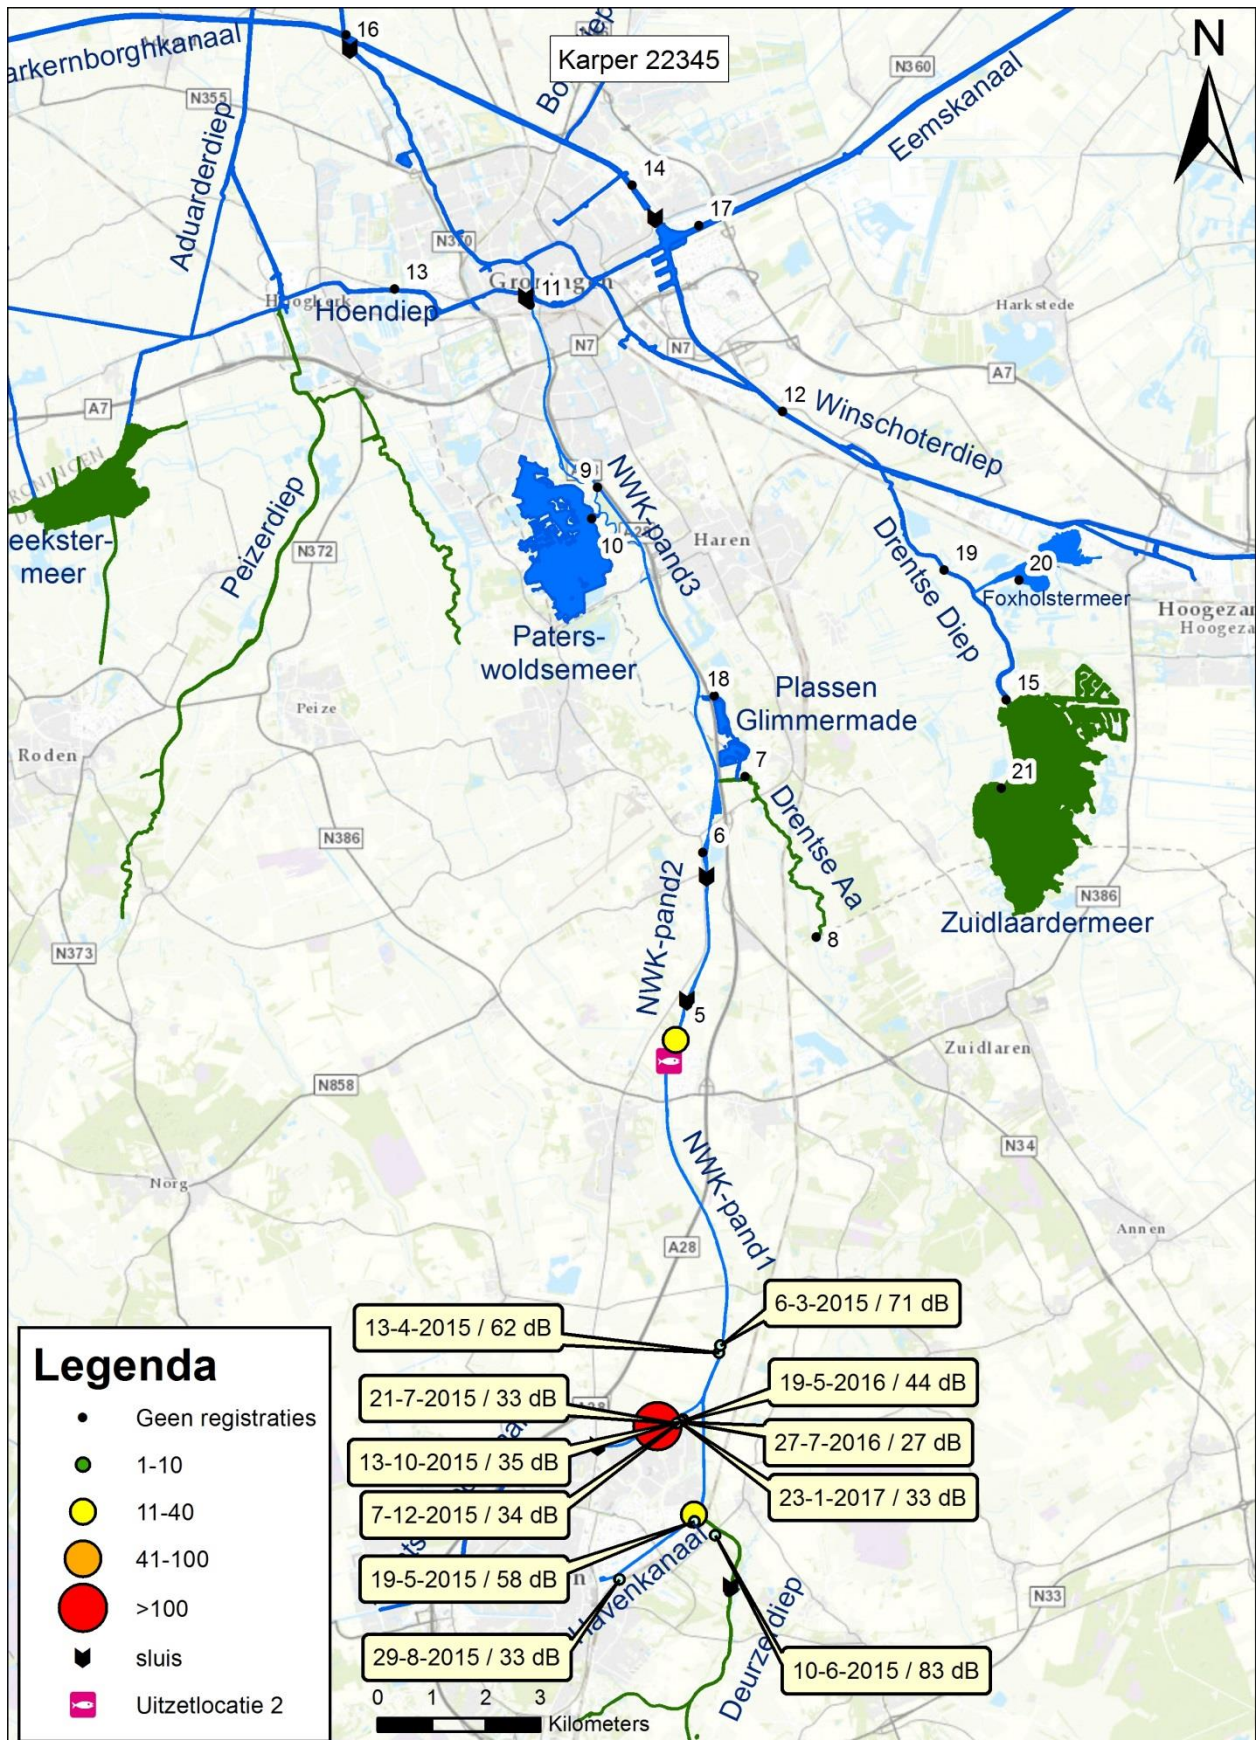 16
Karper 22345
N
arkernborghkanaal
N355
N360
Eemskanaal
Aduarderdiep
14
17
N370
13
Groningen
11
Hoogkerk
Hoendiep
Harkstede
N7
N7
A7
A7
12
Winschoterdiep
9
NWK-pand3
Peizerdiep
10
Haren
N372
eekster-
meer
Drentse Diep
19
20
Foxholstermeer
Hoogezan
Hoogeza
Paters-
woldsemeer
18
Plassen
Glimmermade
15
Peize
Roden
7
21
Drentse Aa
N386
6
NWK-pand2
N386
8
Zuidlaardermeer
N373
5
Zuidlaren
N858
NWK-pand1
N34
Norg
Annen
A28
6-3-2015 / 71 dB
13-4-2015 / 62 dB
19-5-2016 / 44 dB
21-7-2015 / 33 dB
27-7-2016 / 27 dB
13-10-2015 / 35 dB
23-1-2017 / 33 dB
7-12-2015 / 34 dB
19-5-2015 / 58 dB
Havenkanaal
N33
29-8-2015 / 33 dB
10-6-2015 / 83 dB
Deurzerdiep
Legenda
Geen registraties
1-10
11-40
41-100
>100
sluis
Uitzetlocatie 2
0 1 2 3
Kilometers